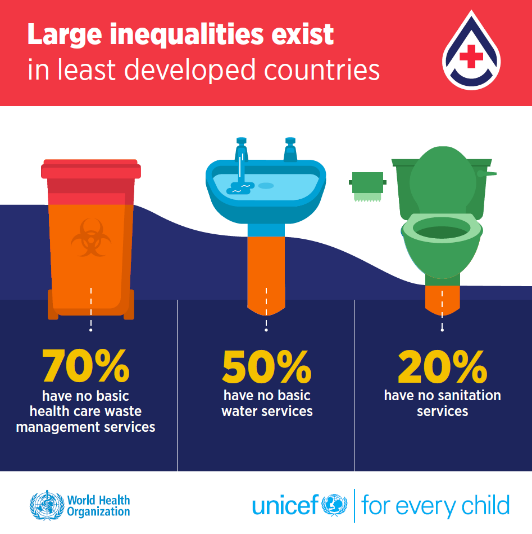 Large inequalities exist
in least developed countries
70%
have no basic
health care waste
management services
50%
have no basic
water services
20%
have no sanitation
services
World Health
Organization
unicef
for every child